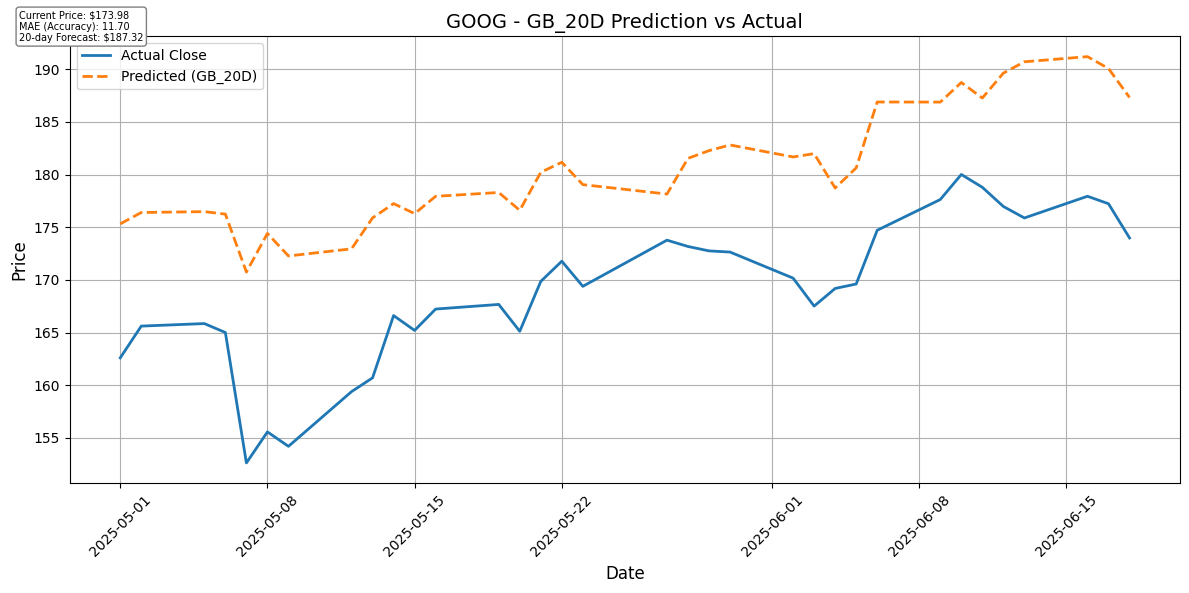 Current Price: $173.98
MAE (Accuracy): 11.70
20-day Forecast: $187.32
GOOG - GB_20D Prediction vs Actual
Actual Close
Predicted (GB_20D)
190
185
180
175
170
165
160
155
Price
2025-05-01
2025-05-08
2025-05-15
2025-05-22
2025-06-01
2025-06-08
2025-06-15
Date